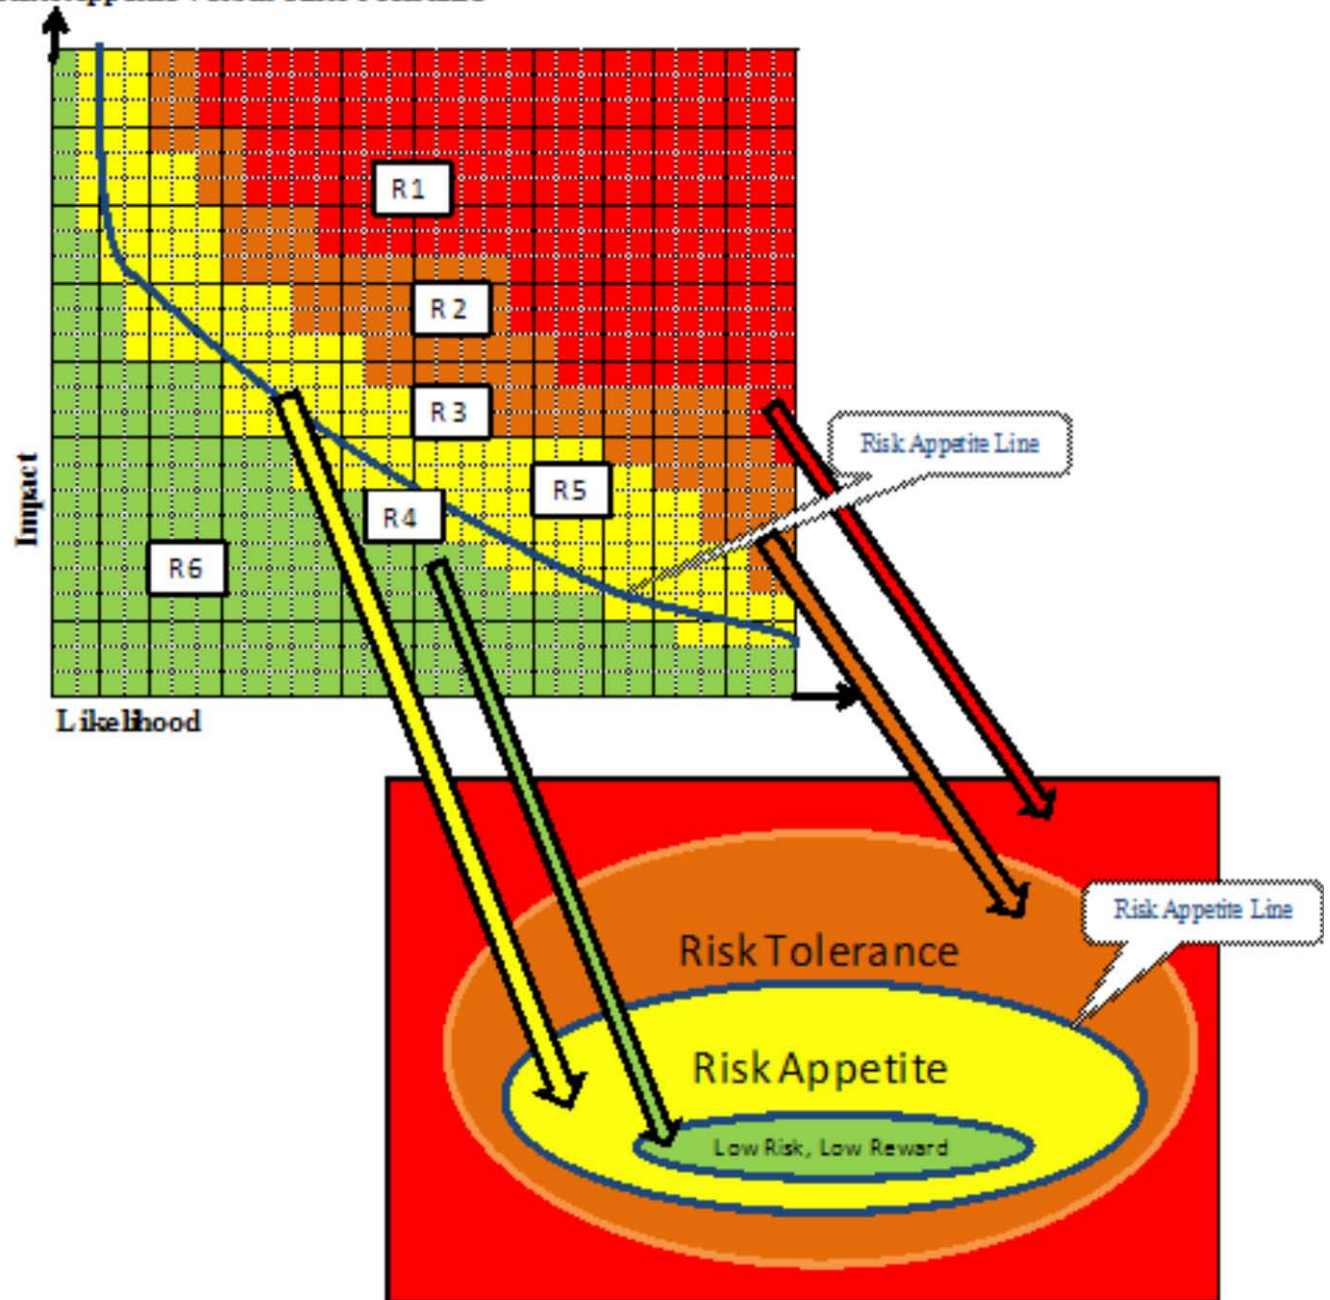 R1
R2
R3
Risk Appetite Line
R5
R4
R6
Impact
Likelihood
Risk Appetite Line
Risk Tolerance
Risk Appetite
Low Risk, Low Reward